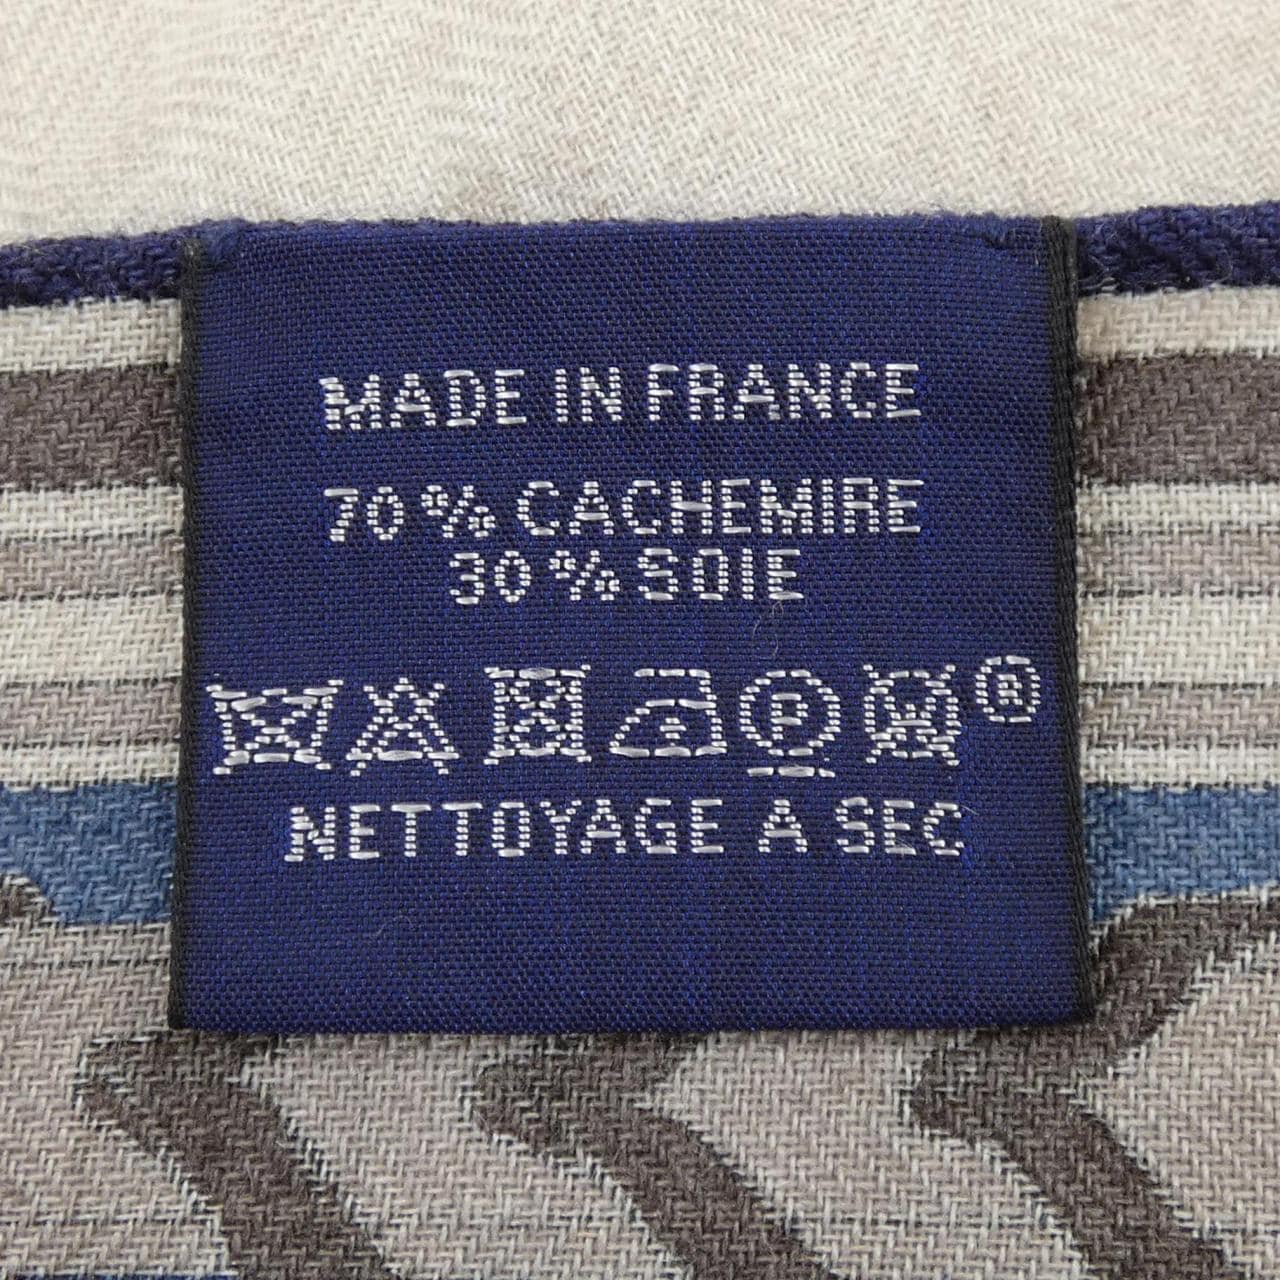 MADE IN FRANCE
70% CACHEMIRE
30% SOIE
P W ®
NETTOYAGE A SEC